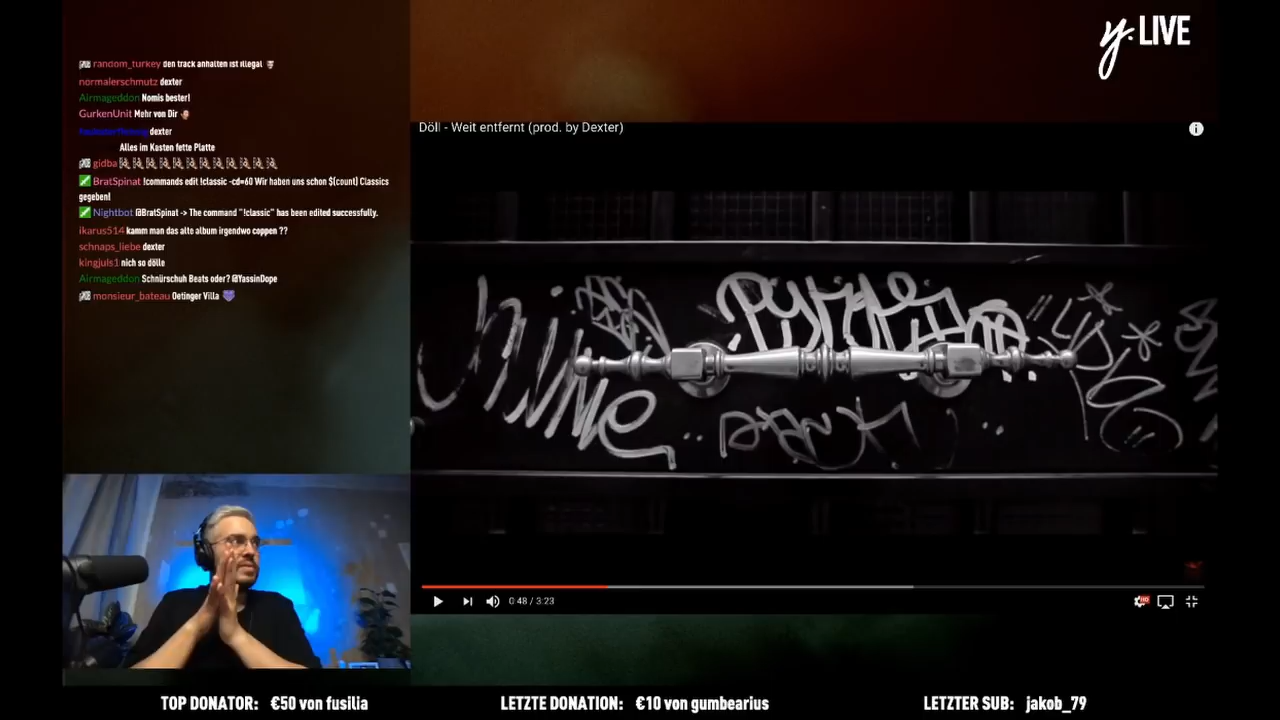 y.LIVE
random_turkey den track anhalten ist illegal
normalerschmutz dexter
Airmageddon Nomis bester!
GurkenUnit Mehr von Dir
dexter
Alles im Kasten fette Platte
gidba
BratSpinat !commands edit !classic -cd=60 Wir haben uns schon $(count) Classics
gegeben!
Nightbot @BratSpinat -> The command "!classic" has been edited successfully.
ikarus514 kamm man das alte album irgendwo coppen ??
schnaps_liebe dexter
kingjuls1 nich so dölle
Airmageddon Schnürschuh Beats oder? @YassinDope
monsieur_bateau Oetinger Villa
Döll - Weit entfernt (prod. by Dexter)
0:48 / 3:23
HD
TOP DONATOR: €50 von fusilia
LETZTE DONATION: €10 von gumbearius
LETZTER SUB: jakob_79